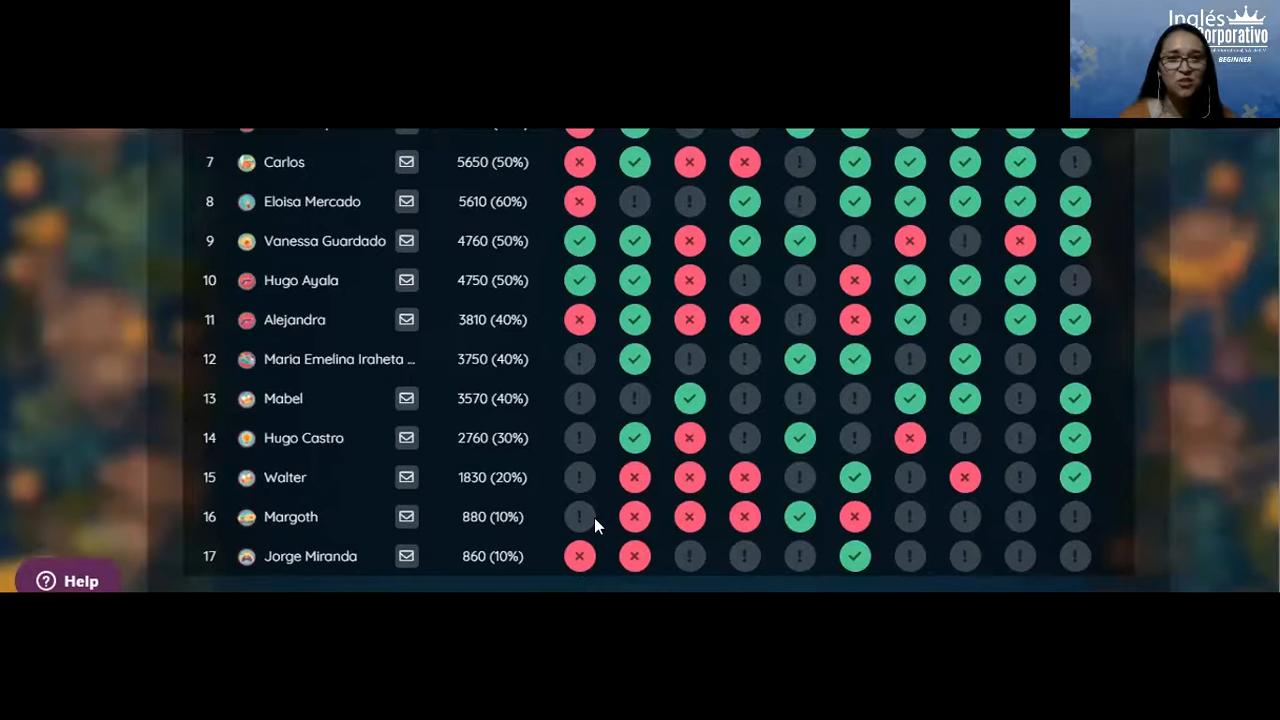 Inglés
Corporativo
BEGINNER
7 Carlos 5650 (50%)
8 Eloisa Mercado 5610 (60%)
9 Vanessa Guardado 4760 (50%)
10 Hugo Ayala 4750 (50%)
11 Alejandra 3810 (40%)
12 Maria Emelina Iraheta ... 3750 (40%)
13 Mabel 3570 (40%)
14 Hugo Castro 2760 (30%)
15 Walter 1830 (20%)
16 Margoth 880 (10%)
17 Jorge Miranda 860 (10%)
Help